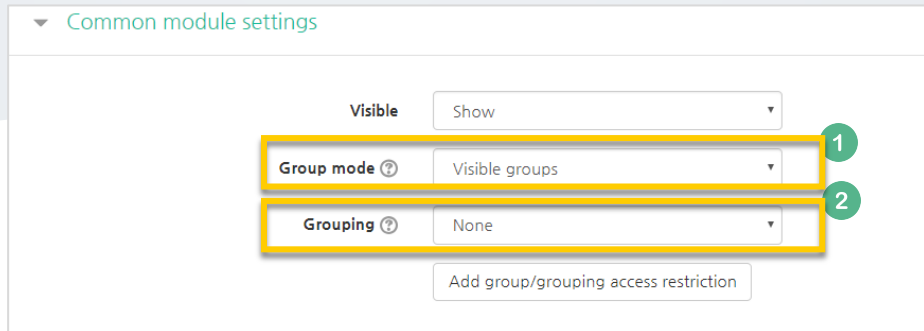 Common module settings
Visible Show
1
Group mode ? Visible groups
2
Grouping ? None
Add group/grouping access restriction